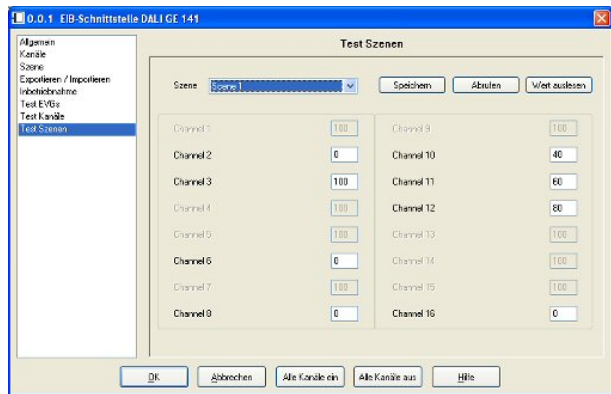 0.0.1 EIB-Schnittstelle DALI GE 141
Allgemein
Kanäle
Szene
Exportieren / Importieren
Inbetriebnahme
Test EVGs
Test Kanäle
Test Szenen
Test Szenen
Szene Scene 1 Speichern Abrufen Wert auslesen
Channel 1 100 Channel 9 100
Channel 2 0 Channel 10 40
Channel 3 100 Channel 11 60
Channel 4 100 Channel 12 80
Channel 5 100 Channel 13 100
Channel 6 0 Channel 14 100
Channel 7 100 Channel 15 100
Channel 8 0 Channel 16 0
OK Abbrechen Alle Kanäle ein Alle Kanäle aus Hilfe